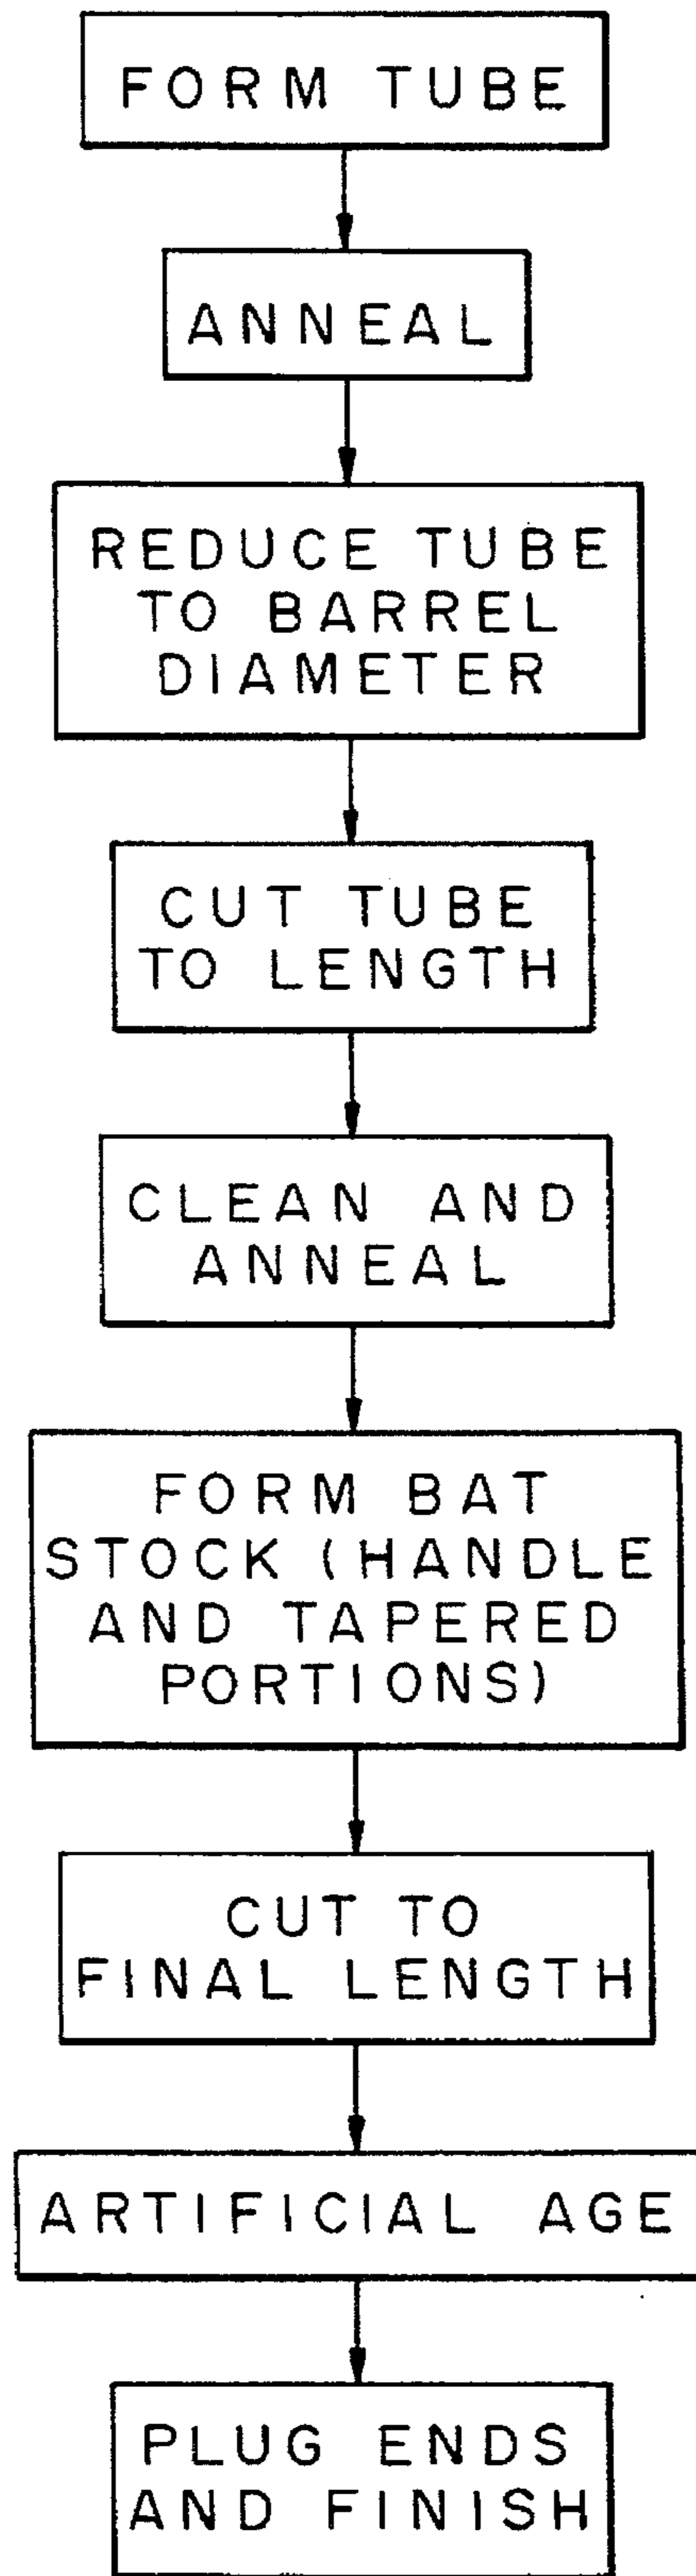 FORM TUBE
ANNEAL
REDUCE TUBE
TO BARREL
DIAMETER
CUT TUBE
TO LENGTH
CLEAN AND
ANNEAL
FORM BAT
STOCK (HANDLE
AND TAPERED
PORTIONS)
CUT TO
FINAL LENGTH
ARTIFICIAL AGE
PLUG ENDS
AND FINISH